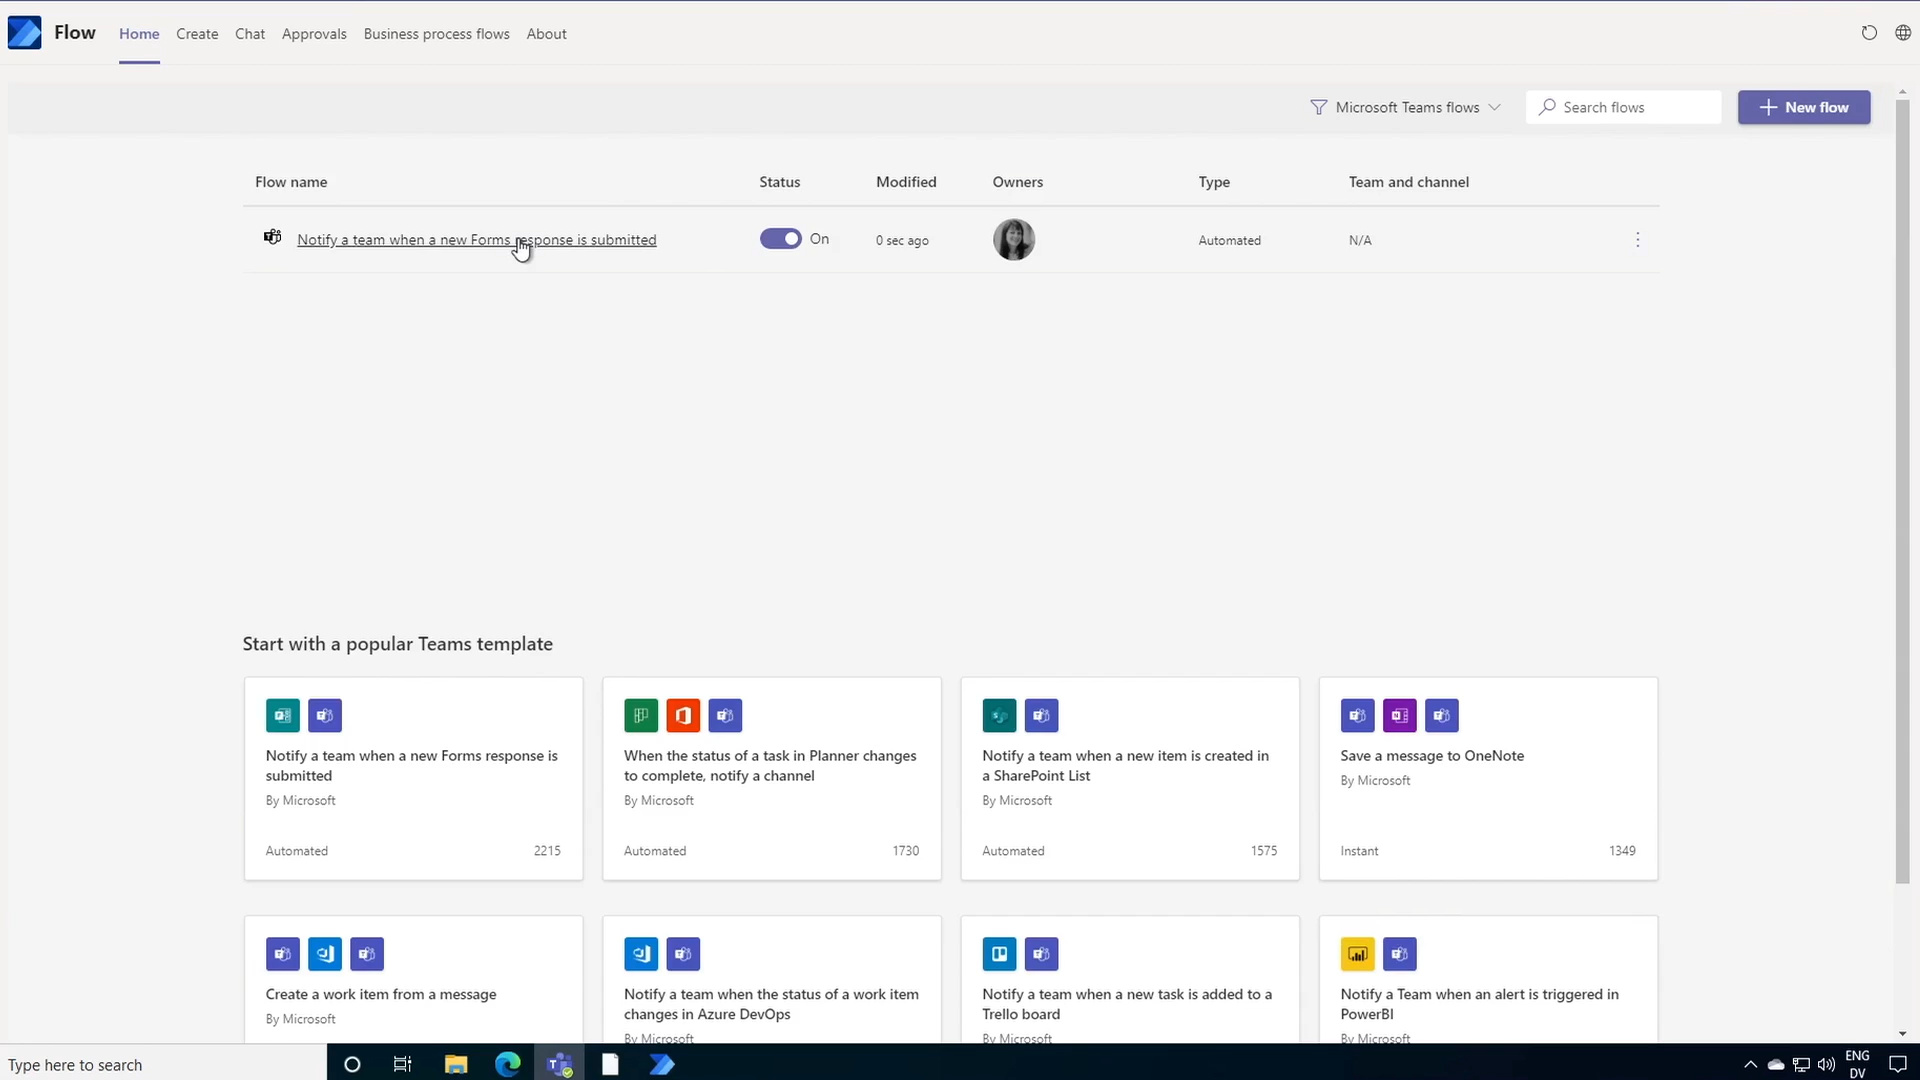 Flow Home Create Chat Approvals Business process flows About
Microsoft Teams flows Search flows New flow
Flow name Status Modified Owners Type Team and channel
Notify a team when a new Forms response is submitted On 0 sec ago Automated N/A
Start with a popular Teams template
Notify a team when a new Forms response is
submitted
By Microsoft
Automated 2215
When the status of a task in Planner changes
to complete, notify a channel
By Microsoft
Automated 1730
Notify a team when a new item is created in
a SharePoint List
By Microsoft
Automated 1575
Save a message to OneNote
By Microsoft
Instant 1349
Create a work item from a message
By Microsoft
Notify a team when the status of a work item
changes in Azure DevOps
By Microsoft
Notify a team when a new task is added to a
Trello board
By Microsoft
Notify a Team when an alert is triggered in
PowerBI
By Microsoft
Type here to search
ENG
DV